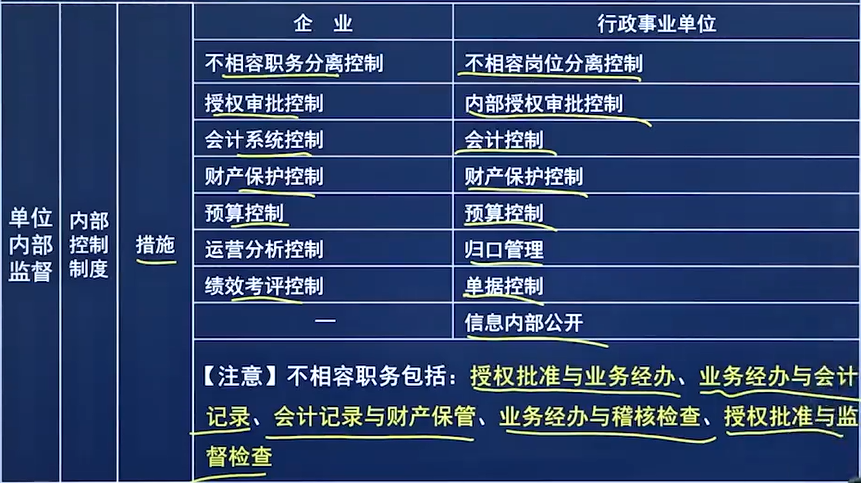 企 业 行政事业单位
不相容职务分离控制 不相容岗位分离控制
授权审批控制 内部授权审批控制
会计系统控制 会计控制
财产保护控制 财产保护控制
预算控制 预算控制
运营分析控制 归口管理
绩效考评控制 单据控制
— 信息内部公开
单位
内部
监督
内部
控制
制度
措施
【注意】不相容职务包括：授权批准与业务经办、业务经办与会计
记录、会计记录与财产保管、业务经办与稽核检查、授权批准与监
督检查